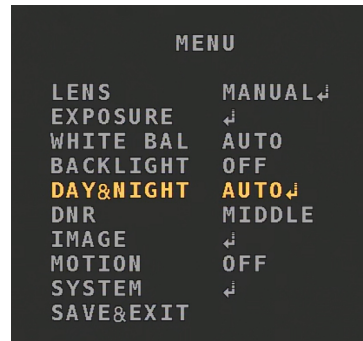 MENU
LENS MANUAL↲
EXPOSURE ↲
WHITE BAL AUTO
BACKLIGHT OFF
DAY&NIGHT AUTO↲
DNR MIDDLE
IMAGE ↲
MOTION OFF
SYSTEM ↲
SAVE&EXIT